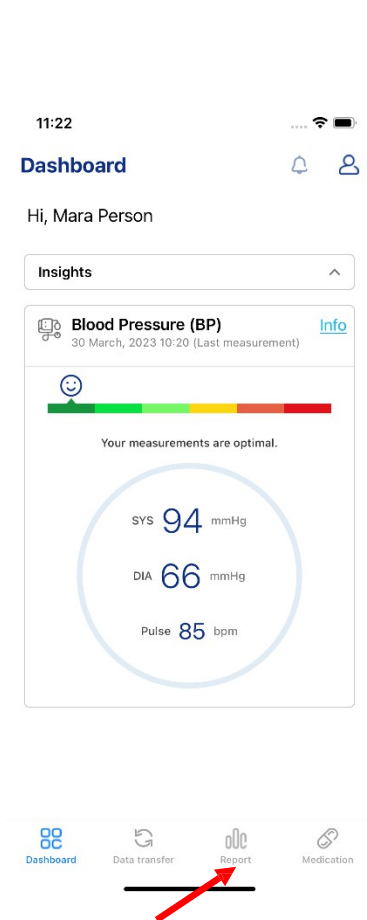 11:22
Dashboard
Hi, Mara Person
Insights
Blood Pressure (BP) Info
30 March, 2023 10:20 (Last measurement)
Your measurements are optimal.
SYS 94 mmHg
DIA 66 mmHg
Pulse 85 bpm
Dashboard Data transfer Report Medication